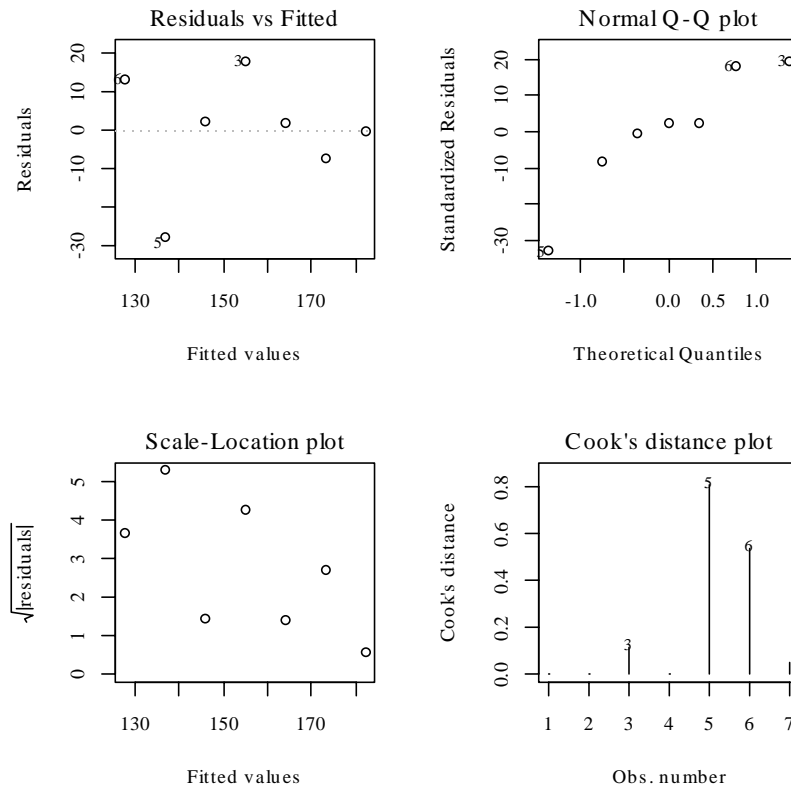 Residuals vs Fitted
Residuals
20
10
0
-10
-30
6
3
5
130 150 170
Fitted values
Normal Q-Q plot
Standardized Residuals
20
10
0
-10
-30
6
3
5
-1.0 0.0 0.5 1.0
Theoretical Quantiles
Scale-Location plot
√|residuals|
5
4
3
2
1
0
130 150 170
Fitted values
Cook's distance plot
Cook's distance
0.8
0.6
0.4
0.2
0.0
5
6
3
1 2 3 4 5 6 7
Obs. number